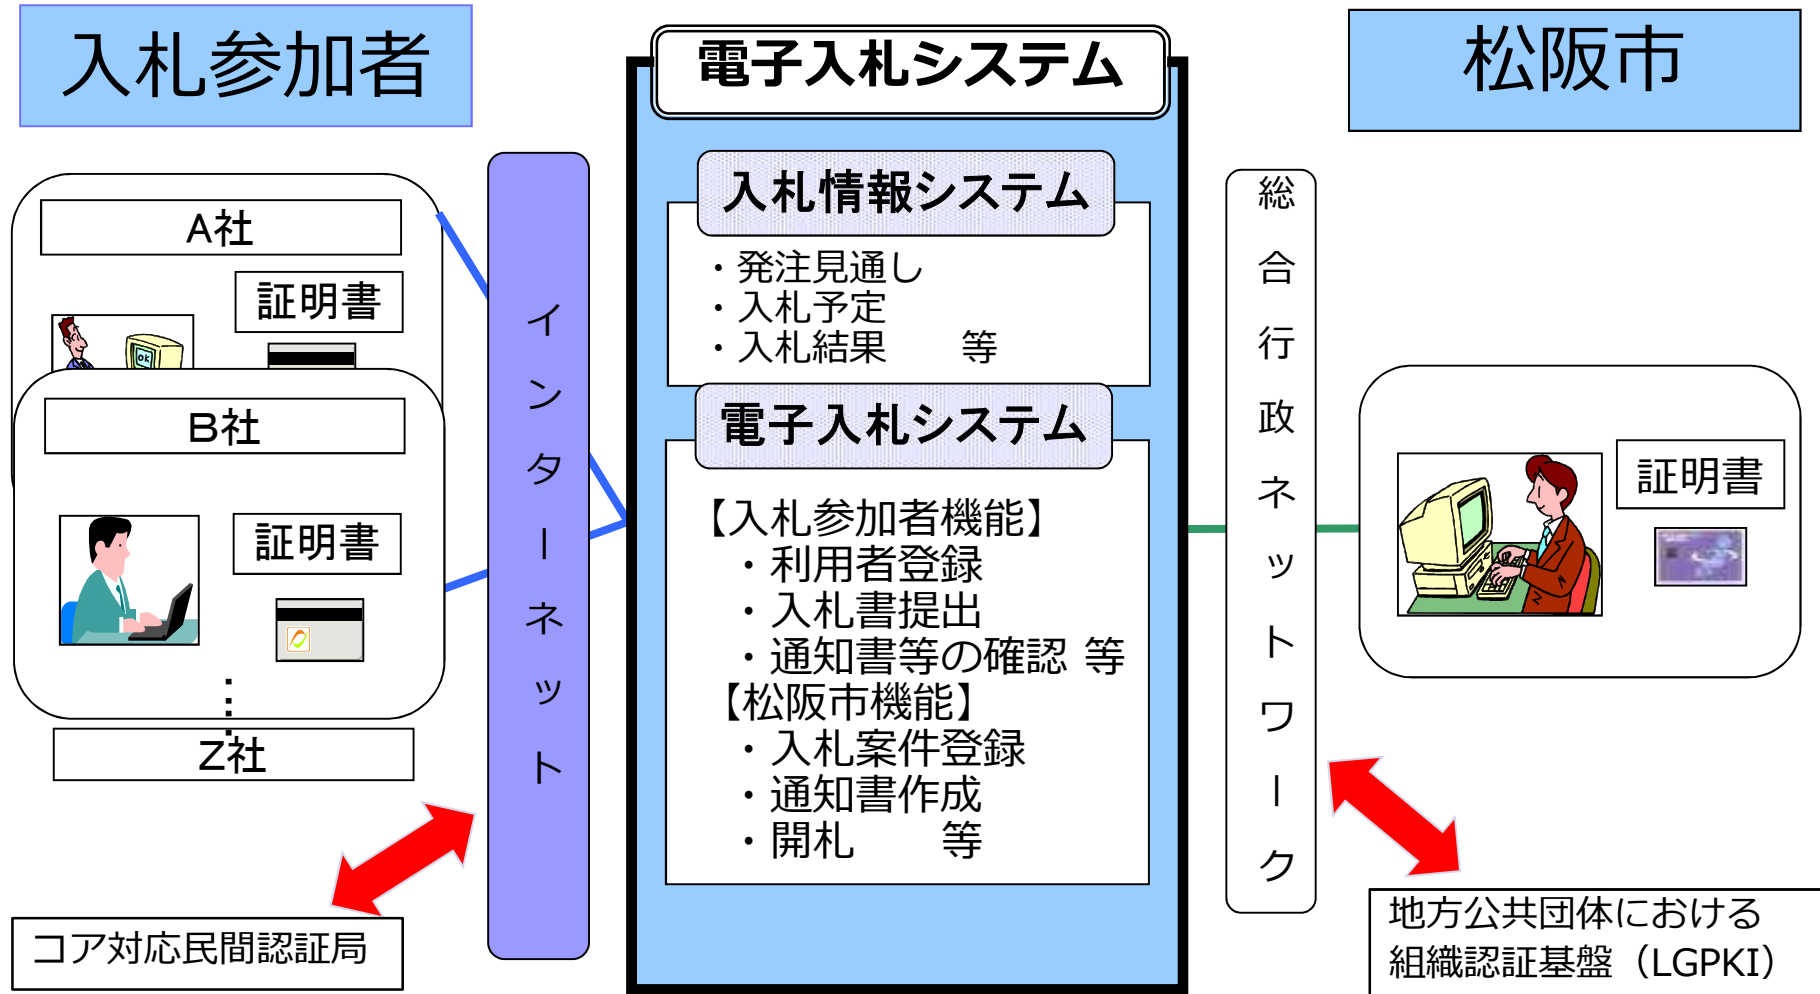 入札参加者
電子入札システム
松阪市
A社
証明書
OK
B社
証明書
Z社
コア対応民間認証局
インターネット
入札情報システム
・発注見通し
・入札予定
・入札結果　　等
電子入札システム
【入札参加者機能】
・利用者登録
・入札書提出
・通知書等の確認 等
【松阪市機能】
・入札案件登録
・通知書作成
・開札　　等
総合行政ネットワーク
証明書
地方公共団体における
組織認証基盤（LGPKI）